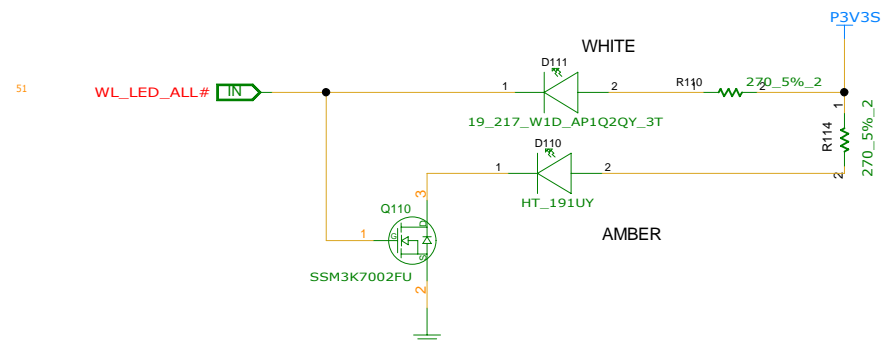 P3V3S
WHITE
D111
51
WL_LED_ALL#
IN
1
2
R110
1
270_5%_2
2
19_217_W1D_AP1Q2QY_3T
1
R114
270_5%_2
2
D110
1
2
HT_191UY
AMBER
3
Q110
D
1
G
S
SSM3K7002FU
2